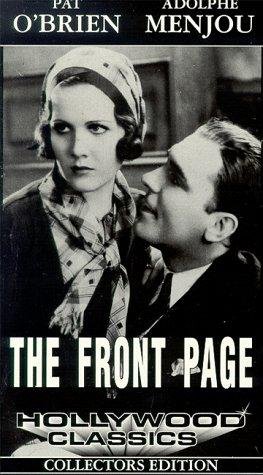 PAT ADOLPHE
O'BRIEN MENJOU
THE FRONT PAGE
HOLLYWOOD
CLASSICS
COLLECTORS EDITION